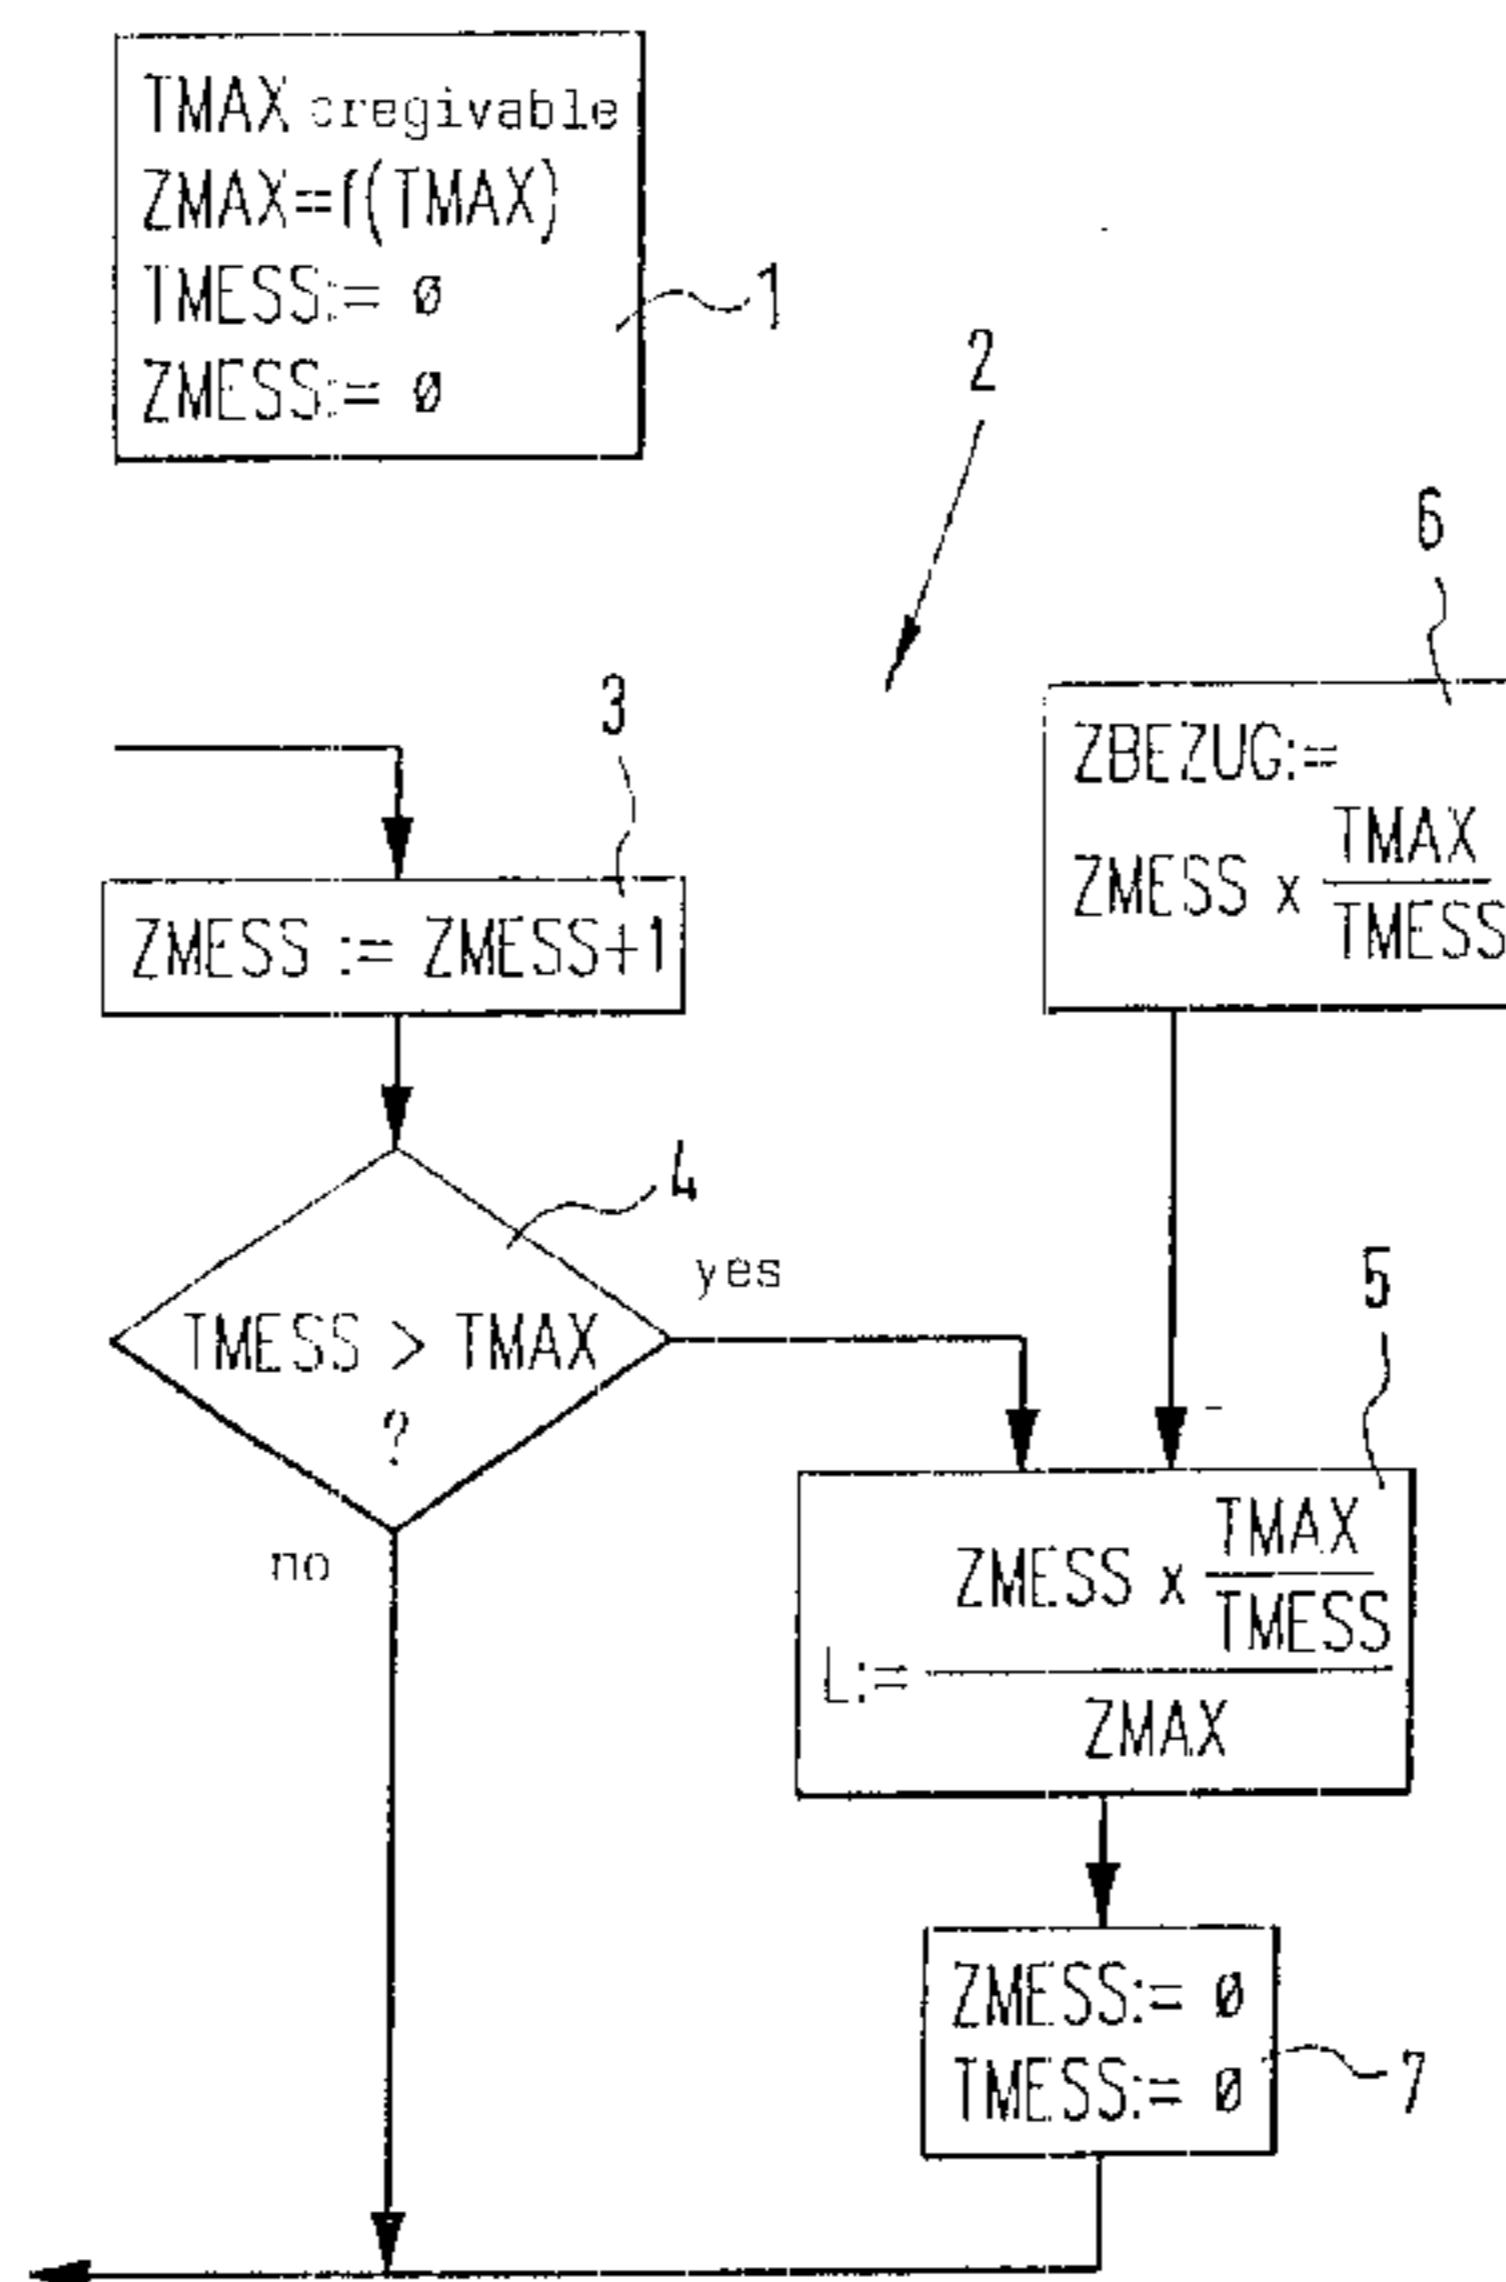 TMAX pregivable
ZMAX=f(TMAX)
TMESS:= Ø
ZMESS:= Ø
1
2
6
ZBEZUG:=
ZMESS x TMAX
TMESS
3
ZMESS := ZMESS+1
4
TMESS > TMAX
?
yes
no
5
L:=
ZMESS x TMAX
TMESS
ZMAX
ZMESS:= Ø
TMESS:= Ø
7